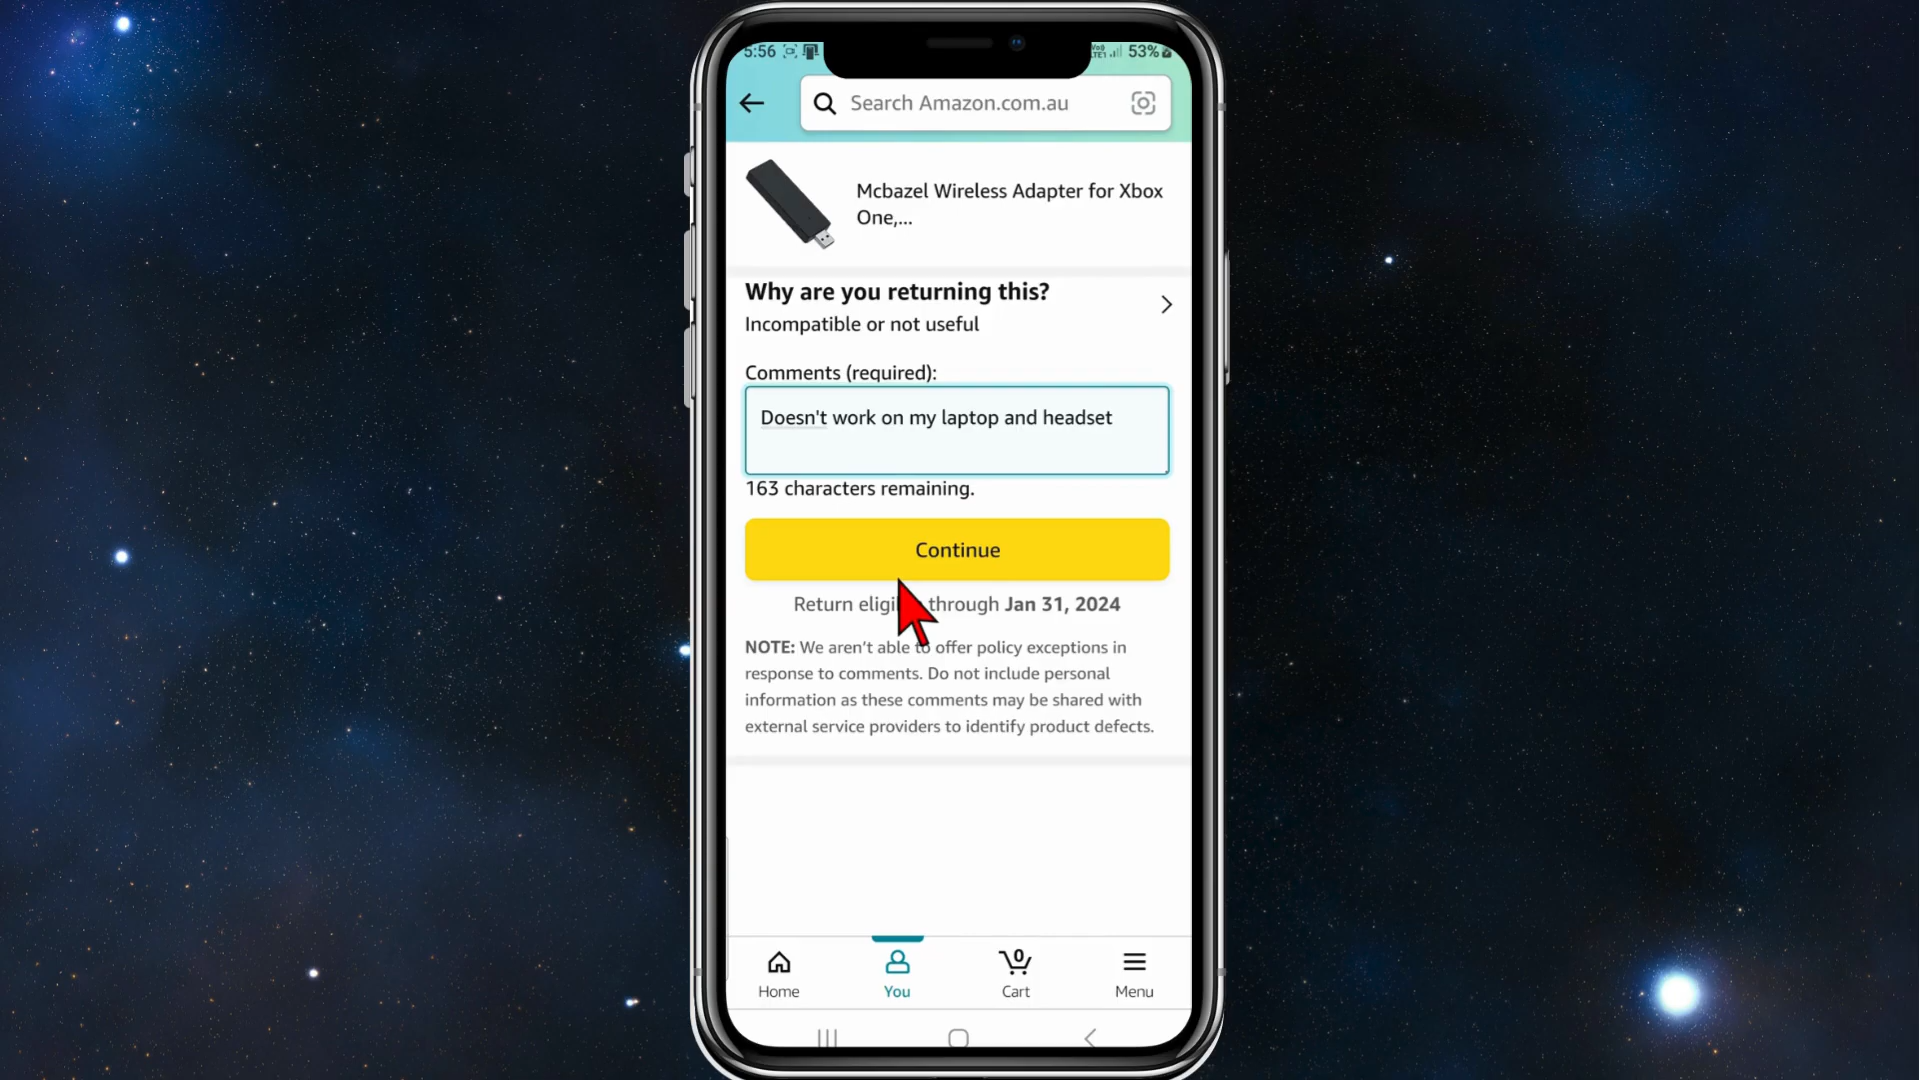 5:56
53%
Search Amazon.com.au
Mcbazel Wireless Adapter for Xbox
One,...
Why are you returning this?
Incompatible or not useful
Comments (required):
Doesn't work on my laptop and headset
163 characters remaining.
Continue
Return through Jan 31, 2024
NOTE: We aren't able to offer policy exceptions in
response to comments. Do not include personal
information as these comments may be shared with
external service providers to identify product defects.
0
Home
You
Cart
Menu